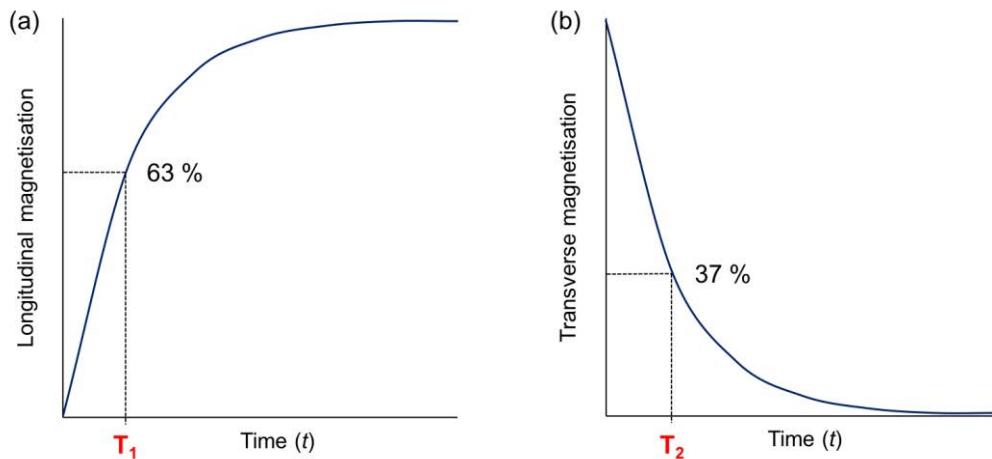 (a)
Longitudinal magnetisation
63 %
T₁
Time (t)
(b)
Transverse magnetisation
37 %
T₂
Time (t)